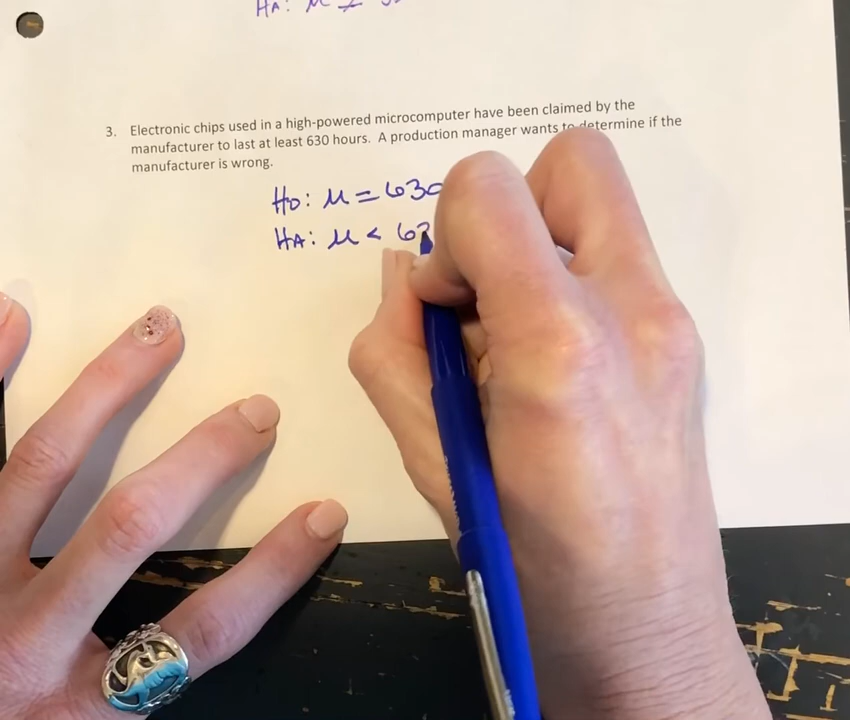 HA: μ ≠
3. Electronic chips used in a high-powered microcomputer have been claimed by the
manufacturer to last at least 630 hours. A production manager wants to determine if the
manufacturer is wrong.
Ho: μ = 630
HA: μ < 63